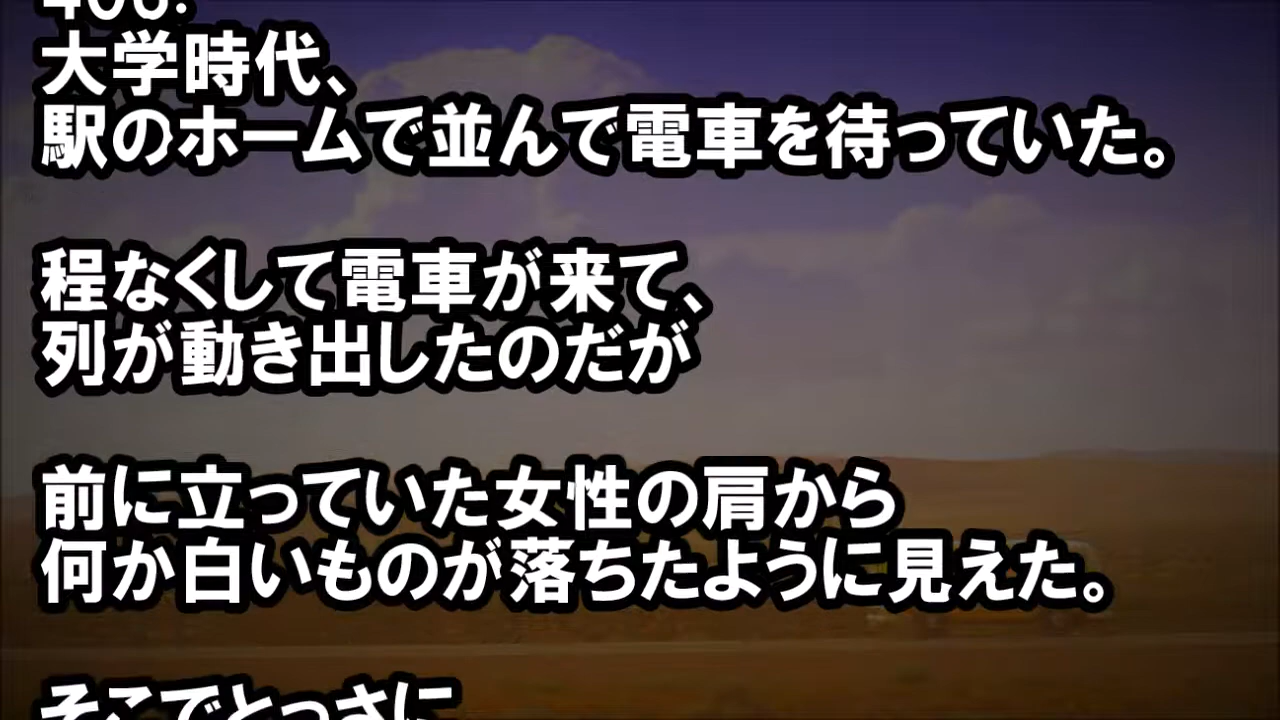 大学時代、
駅のホームで並んで電車を待っていた。
程なくして電車が来て、
列が動き出したのだが
前に立っていた女性の肩から
何か白いものが落ちたように見えた。
そこでとっさに